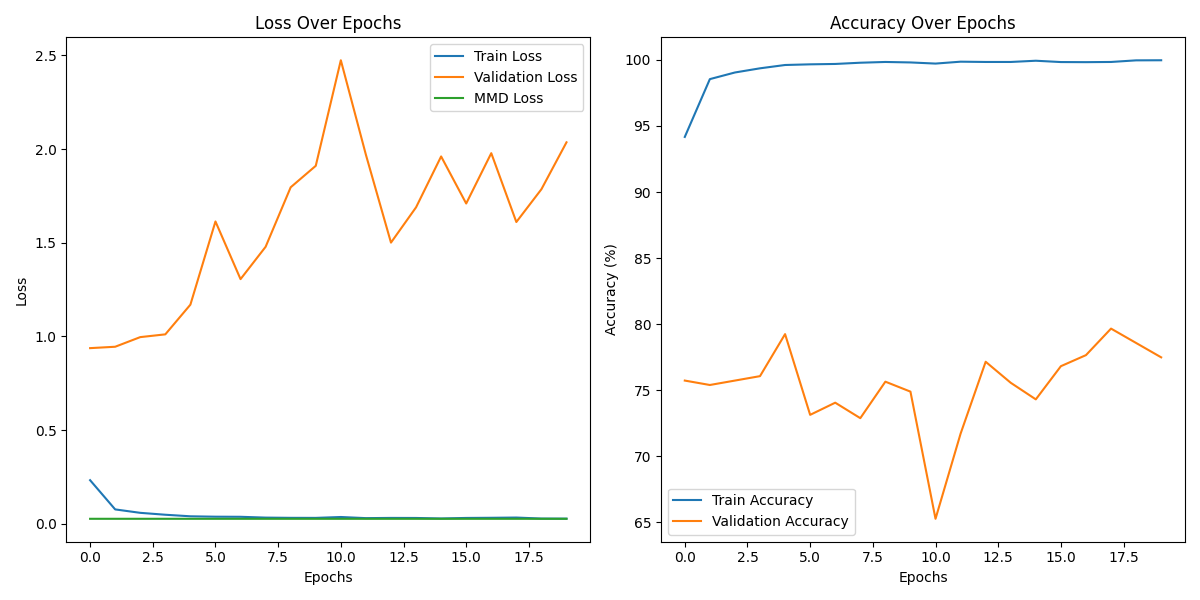 Loss Over Epochs
Train Loss
Validation Loss
MMD Loss
2.5
2.0
1.5
1.0
0.5
0.0
Loss
0.0 2.5 5.0 7.5 10.0 12.5 15.0 17.5
Epochs
Accuracy Over Epochs
100
95
90
85
80
75
70
65
Accuracy (%)
Train Accuracy
Validation Accuracy
0.0 2.5 5.0 7.5 10.0 12.5 15.0 17.5
Epochs